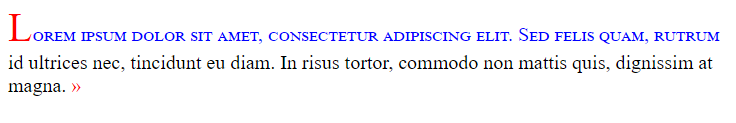 Lorem ipsum dolor sit amet, consectetur adipiscing elit. Sed felis quam, rutrum
id ultrices nec, tincidunt eu diam. In risus tortor, commodo non mattis quis, dignissim at
magna. »